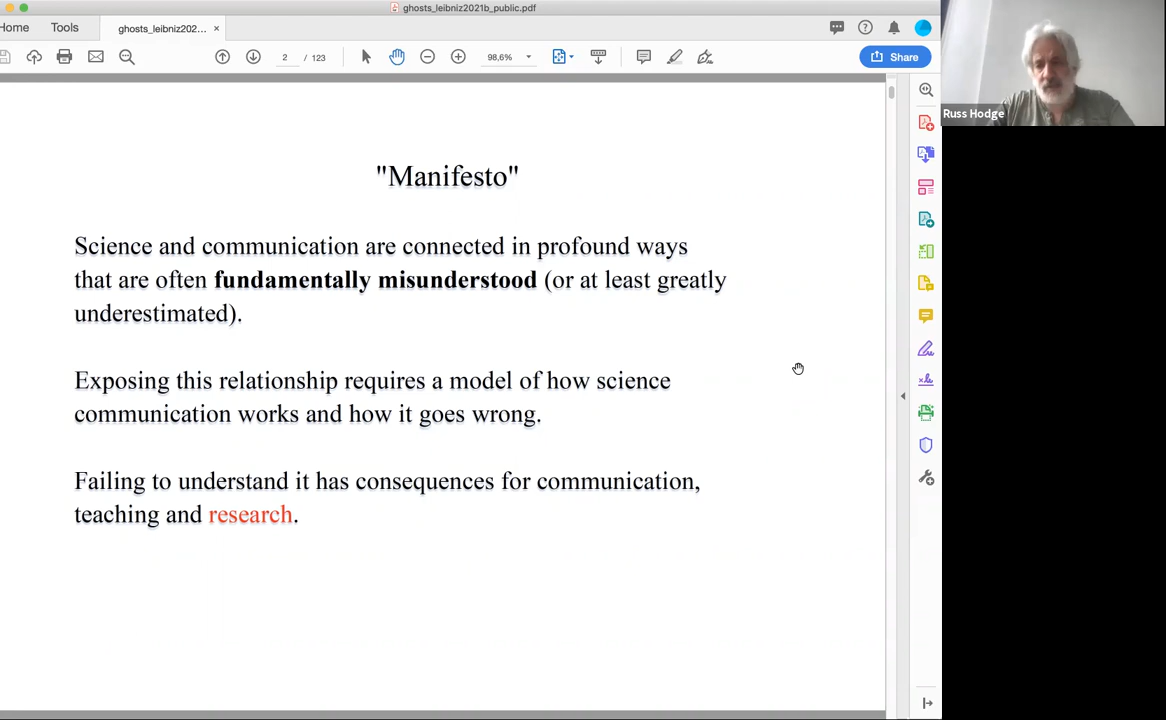 ghosts_leibniz2021b_public.pdf
Home Tools ghosts_leibniz202... ×
2 / 123 98,6% Share
Russ Hodge
"Manifesto"
Science and communication are connected in profound ways
that are often fundamentally misunderstood (or at least greatly
underestimated).
Exposing this relationship requires a model of how science
communication works and how it goes wrong.
Failing to understand it has consequences for communication,
teaching and research.